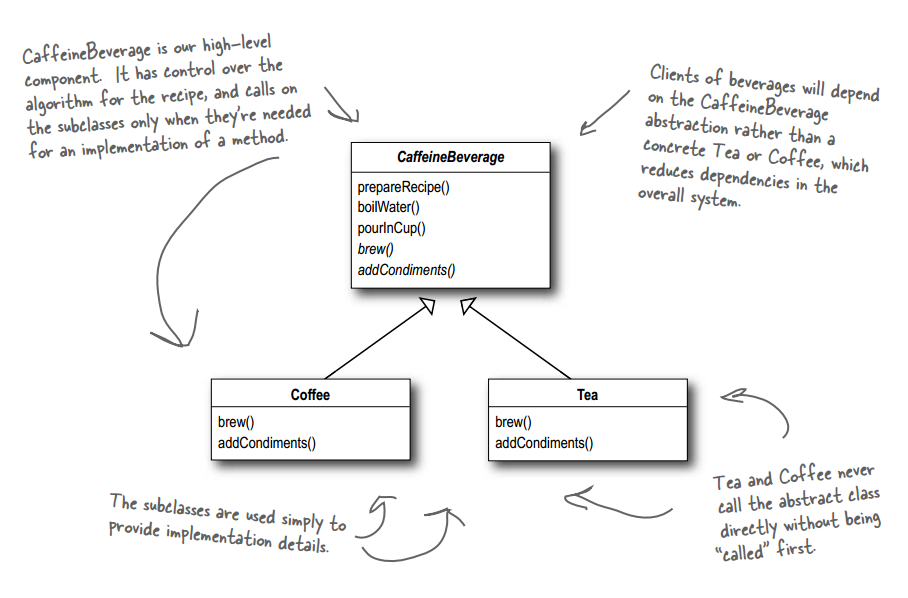 CaffeineBeverage is our high-level
component. It has control over the
algorithm for the recipe, and calls on
the subclasses only when they're needed
for an implementation of a method.
Clients of beverages will depend
on the CaffeineBeverage
abstraction rather than a
concrete Tea or Coffee, which
reduces dependencies in the
overall system.
CaffeineBeverage
prepareRecipe()
boilWater()
pourInCup()
brew()
addCondiments()
Coffee
brew()
addCondiments()
Tea
brew()
addCondiments()
The subclasses are used simply to
provide implementation details.
Tea and Coffee never
call the abstract class
directly without being
"called" first.